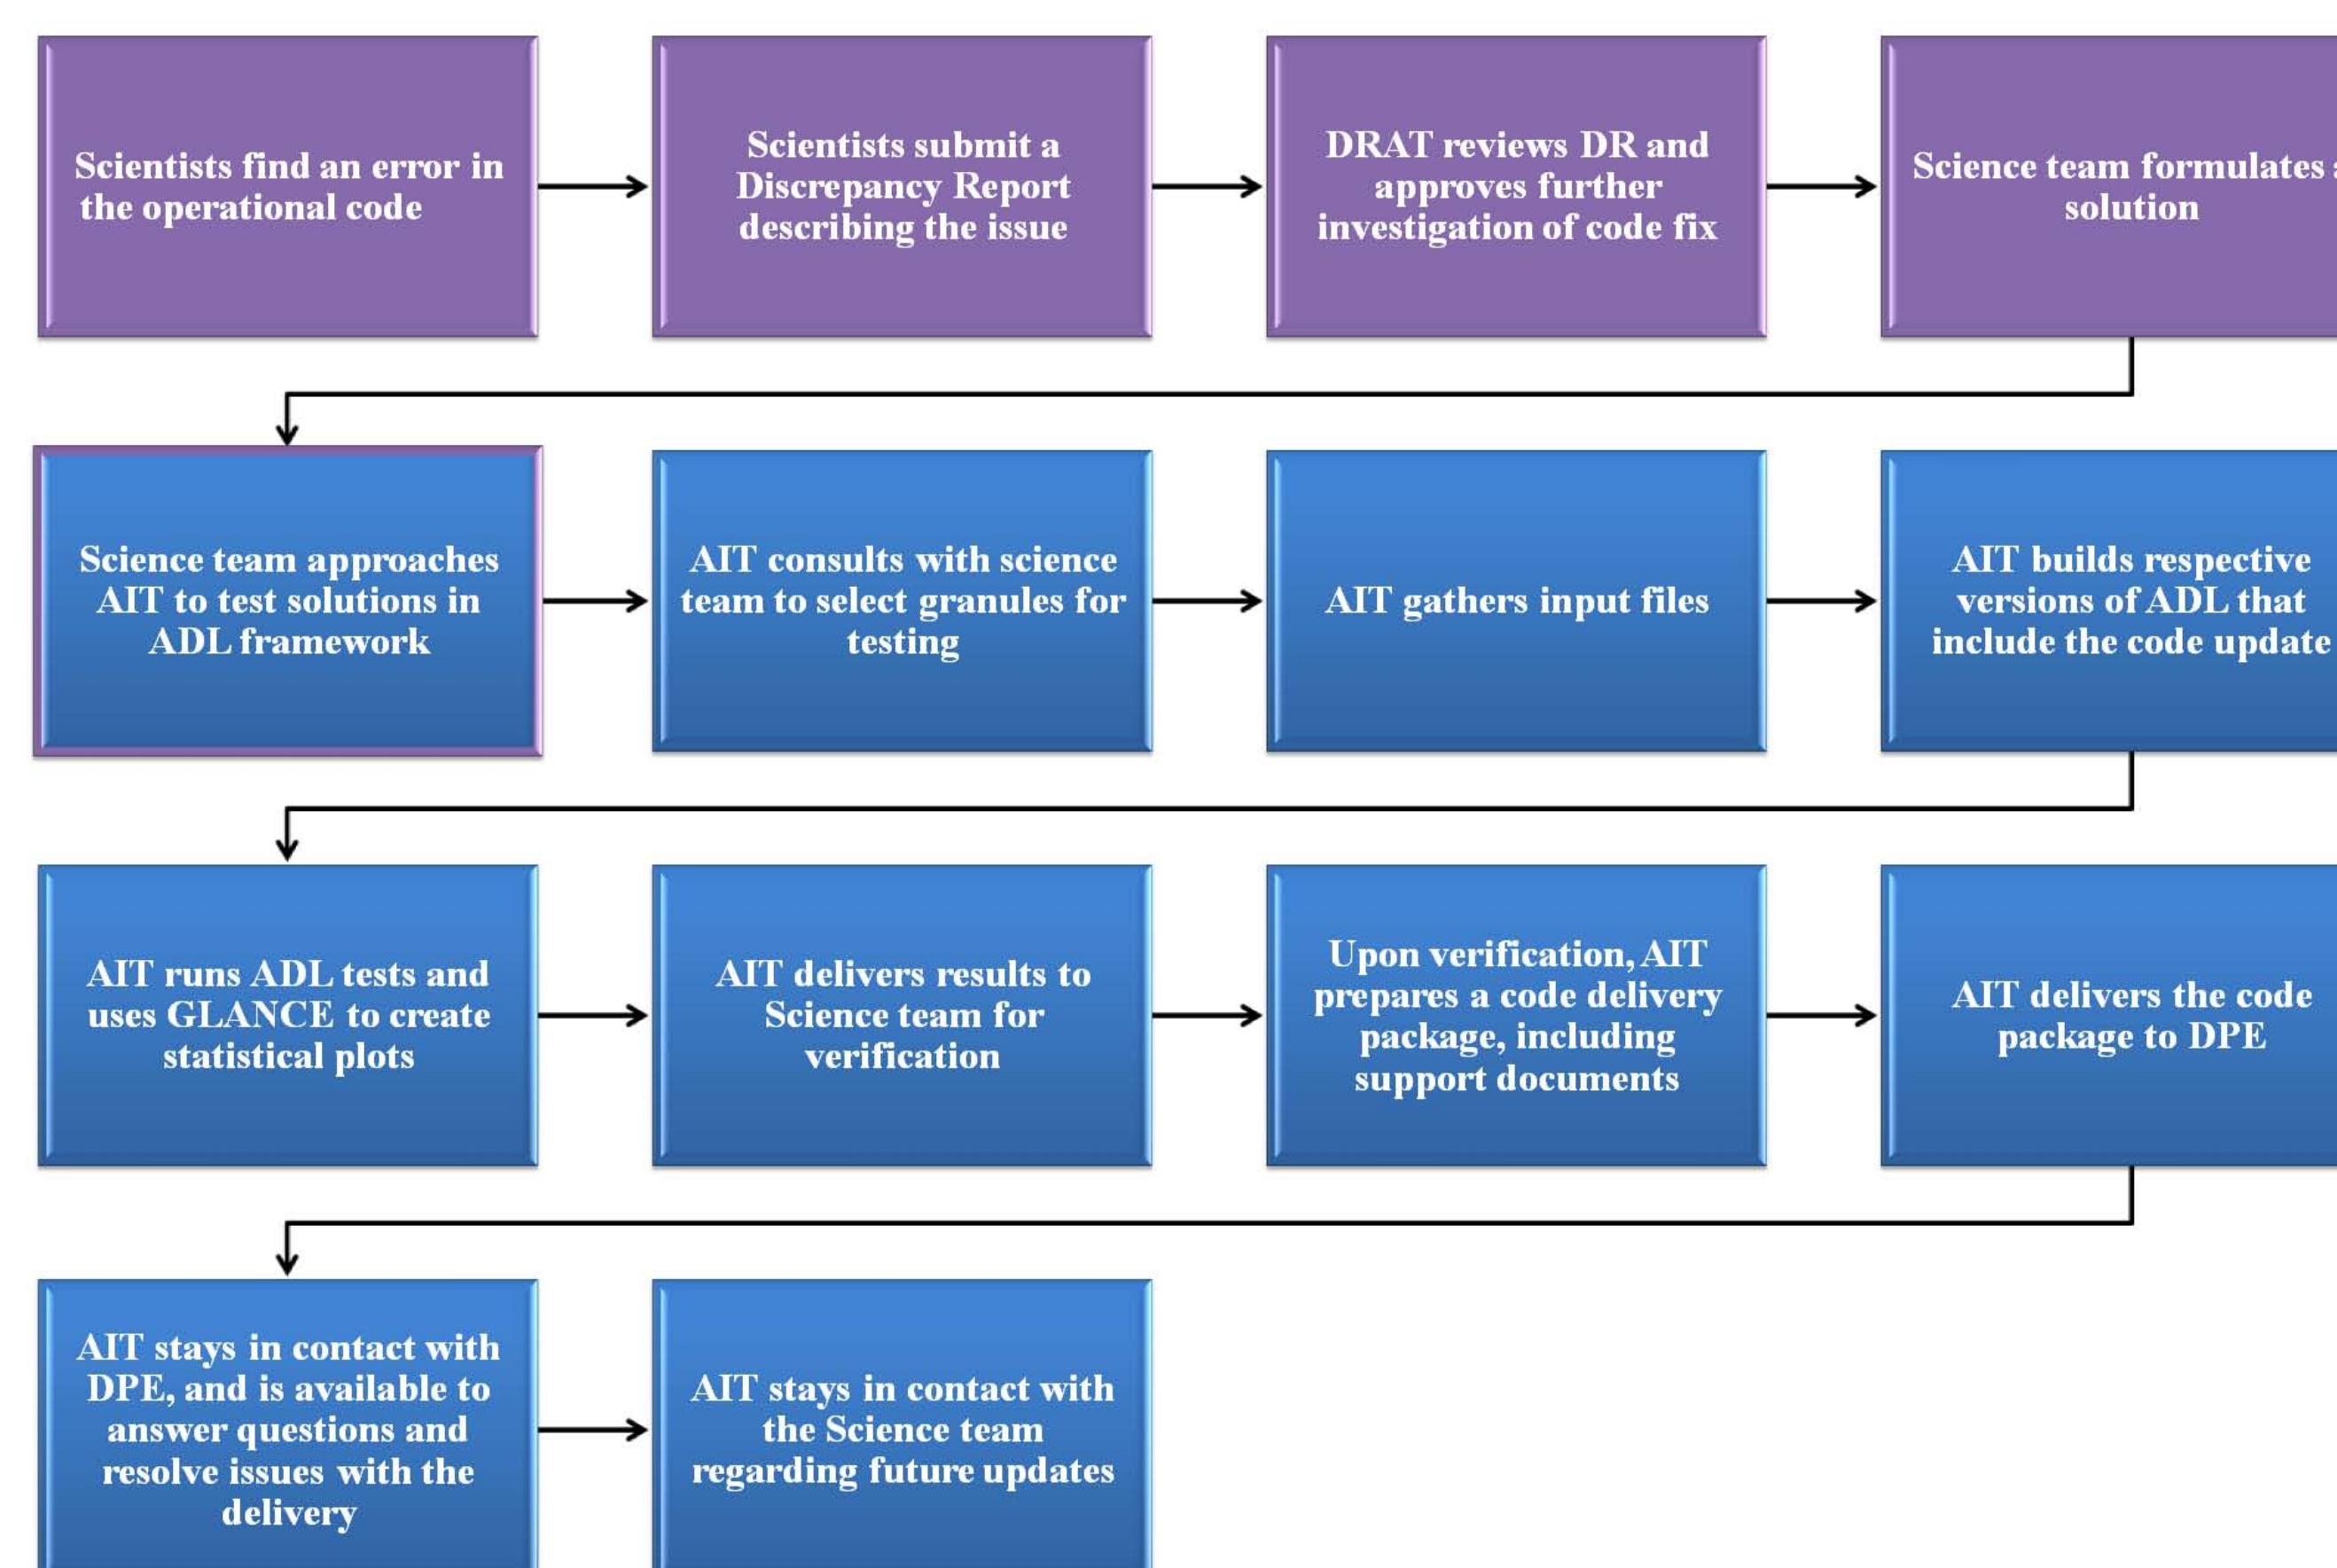 Scientists find an error in
the operational code
Scientists submit a
Discrepancy Report
describing the issue
DRAT reviews DR and
approves further
investigation of code fix
Science team formulates
solution
Science team approaches
AIT to test solutions in
ADL framework
AIT consults with science
team to select granules for
testing
AIT gathers input files
AIT builds respective
versions of ADL that
include the code update
AIT runs ADL tests and
uses GLANCE to create
statistical plots
AIT delivers results to
Science team for
verification
Upon verification, AIT
prepares a code delivery
package, including
support documents
AIT delivers the code
package to DPE
AIT stays in contact with
DPE, and is available to
answer questions and
resolve issues with the
delivery
AIT stays in contact with
the Science team
regarding future updates